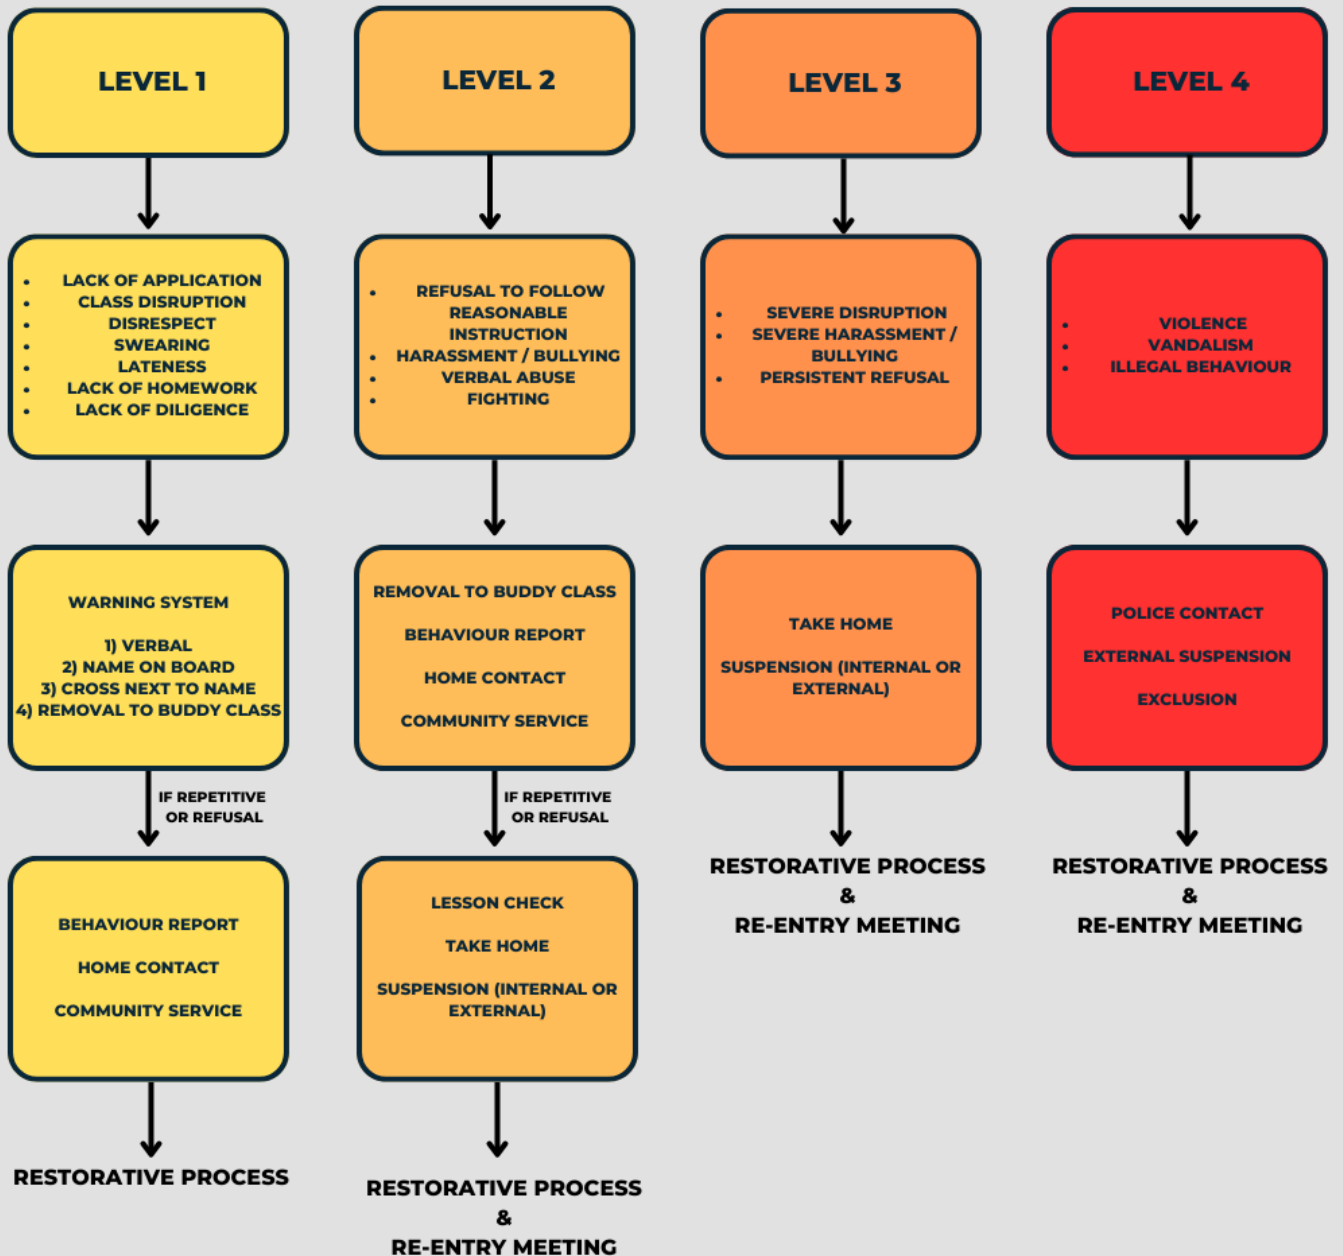 LEVEL 1
• LACK OF APPLICATION
• CLASS DISRUPTION
• DISRESPECT
• SWEARING
• LATENESS
• LACK OF HOMEWORK
• LACK OF DILIGENCE
WARNING SYSTEM
1) VERBAL
2) NAME ON BOARD
3) CROSS NEXT TO NAME
4) REMOVAL TO BUDDY CLASS
IF REPETITIVE
OR REFUSAL
BEHAVIOUR REPORT
HOME CONTACT
COMMUNITY SERVICE
RESTORATIVE PROCESS
LEVEL 2
• REFUSAL TO FOLLOW
REASONABLE
INSTRUCTION
• HARASSMENT / BULLYING
• VERBAL ABUSE
• FIGHTING
REMOVAL TO BUDDY CLASS
BEHAVIOUR REPORT
HOME CONTACT
COMMUNITY SERVICE
IF REPETITIVE
OR REFUSAL
LESSON CHECK
TAKE HOME
SUSPENSION (INTERNAL OR
EXTERNAL)
RESTORATIVE PROCESS
&
RE-ENTRY MEETING
LEVEL 3
• SEVERE DISRUPTION
• SEVERE HARASSMENT /
BULLYING
• PERSISTENT REFUSAL
TAKE HOME
SUSPENSION (INTERNAL OR
EXTERNAL)
RESTORATIVE PROCESS
&
RE-ENTRY MEETING
LEVEL 4
• VIOLENCE
• VANDALISM
• ILLEGAL BEHAVIOUR
POLICE CONTACT
EXTERNAL SUSPENSION
EXCLUSION
RESTORATIVE PROCESS
&
RE-ENTRY MEETING